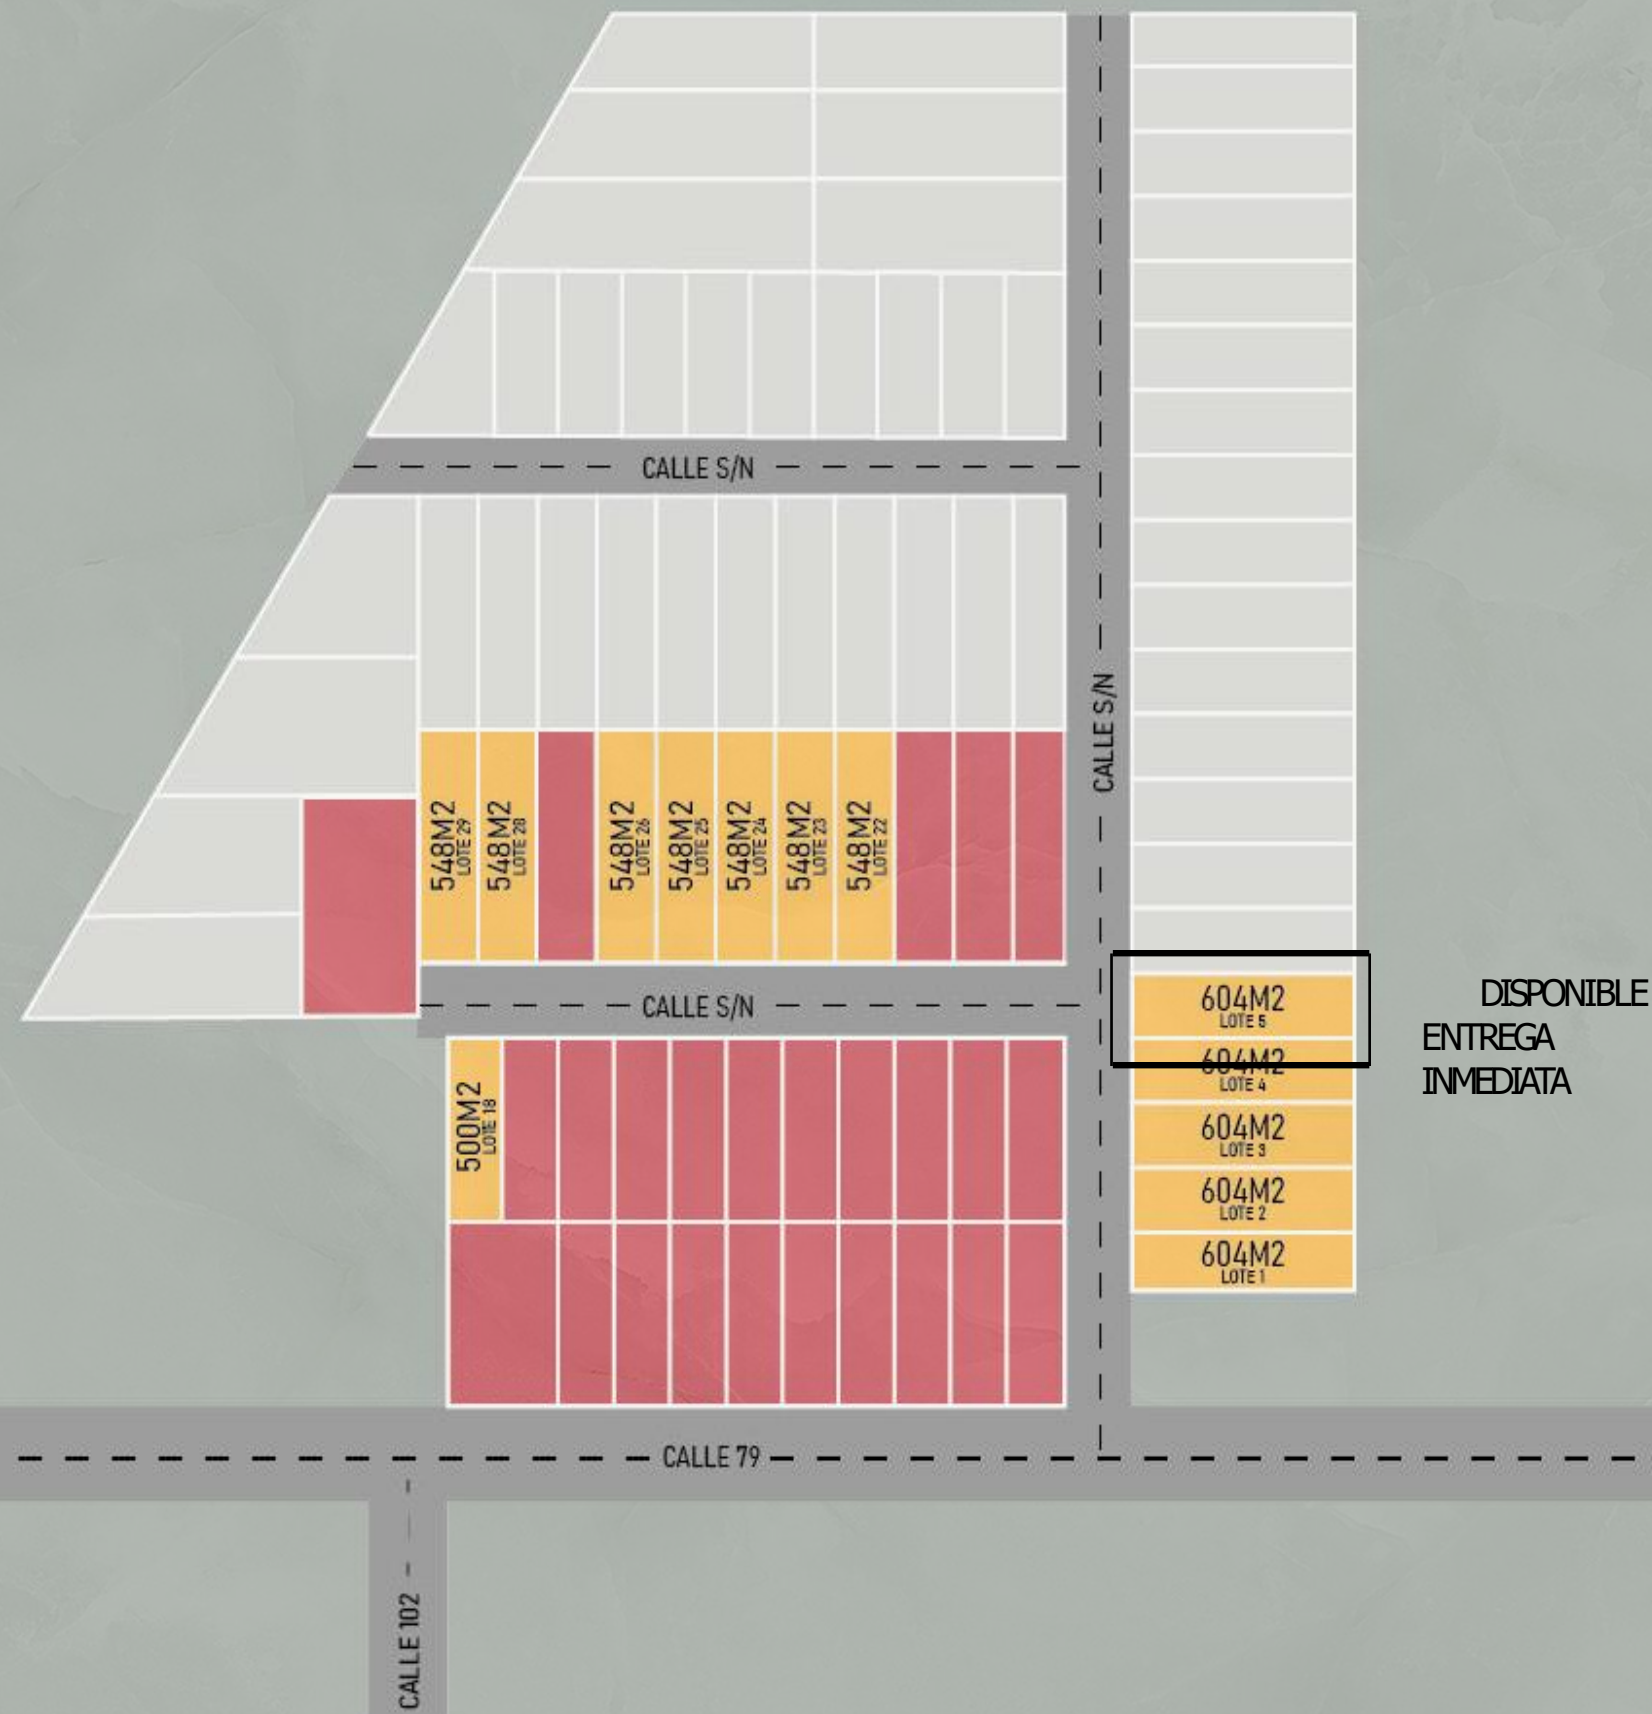 CALLE S/N
CALLE S/N
548M2
LOTE 29
548M2
LOTE 28
548M2
LOTE 26
548M2
LOTE 25
548M2
LOTE 24
548M2
LOTE 23
548M2
LOTE 22
CALLE S/N
604M2
LOTE 5
DISPONIBLE
ENTREGA
INMEDIATA
604M2
LOTE 4
500M2
LOTE 18
604M2
LOTE 3
604M2
LOTE 2
604M2
LOTE 1
CALLE 79
CALLE 102